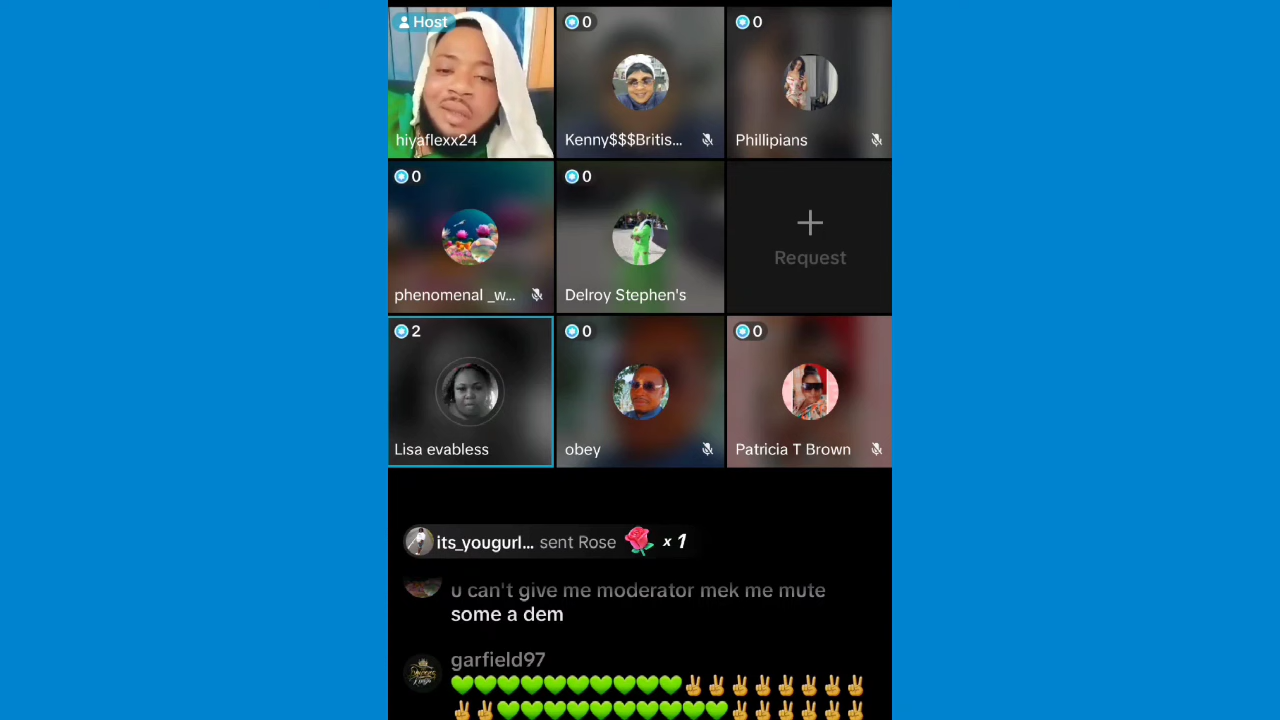 Host
0
0
hiyaflexx24
Kenny$$$Britis...
Phillipians
0
0
phenomenal _w...
Delroy Stephen's
Request
2
0
0
Lisa evabless
obey
Patricia T Brown
its_yougurl... sent Rose x 1
u can't give me moderator mek me mute
some a dem
garfield97
💚💚💚💚💚💚💚💚💚💚✌✌✌✌✌✌✌✌
✌✌💚💚💚💚💚💚💚💚💚💚✌✌✌✌✌✌